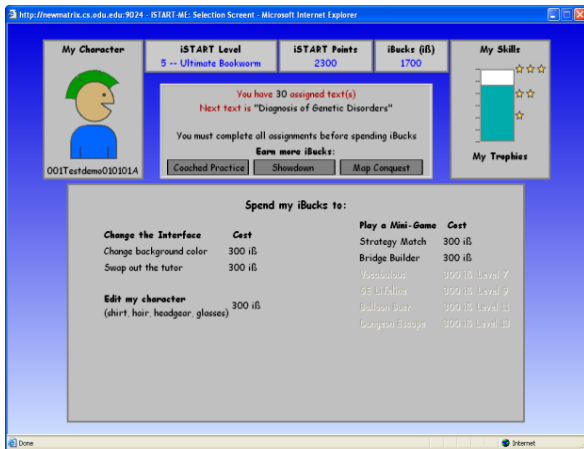 http://newmatrix.cs.odu.edu:9024 - ISTART-ME: Selection Screent - Microsoft Internet Explorer
My Character
001Testdemo010101A
iSTART Level
5 -- Ultimate Bookworm
iSTART Points
2300
iBucks (iß)
1700
You have 30 assigned text(s)
Next text is "Diagnosis of Genetic Disorders"
You must complete all assignments before spending iBucks
Earn more iBucks:
Coached Practice Showdown Map Conquest
My Skills
My Trophies
Spend my iBucks to:
Change the Interface Cost
Change background color 300 iß
Swap out the tutor 300 iß
Edit my character 300 iß
(shirt, hair, headgear, glasses)
Play a Mini-Game Cost
Strategy Match 300 iß
Bridge Builder 300 iß
Vocabulous 300 iß Level 7
SE Lifeline 300 iß Level 9
Balloon Bust 300 iß Level 11
Dungeon Escape 300 iß Level 13
Done
Internet